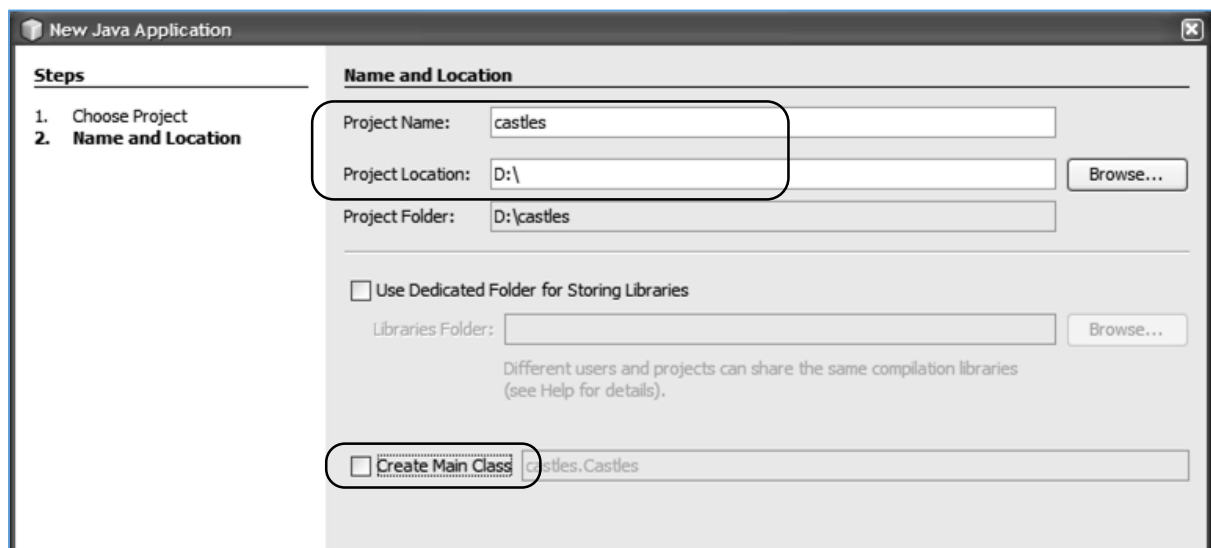 New Java Application
Steps
1. Choose Project
2. Name and Location
Name and Location
Project Name: castles
Project Location: D:\ Browse...
Project Folder: D:\castles
Use Dedicated Folder for Storing Libraries
Libraries Folder: Browse...
Different users and projects can share the same compilation libraries
(see Help for details).
Create Main Class castles.Castles